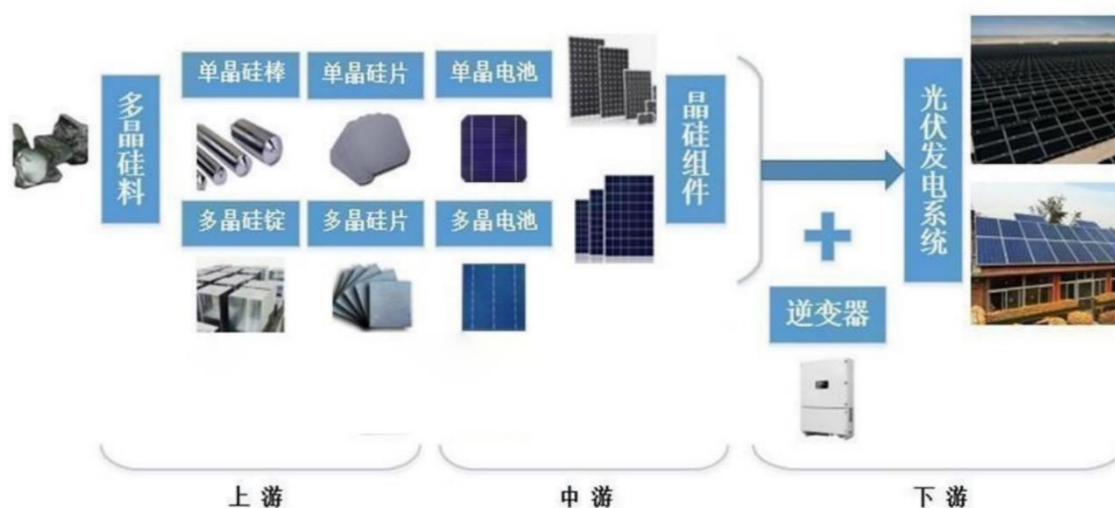 多晶硅料
单晶硅棒
单晶硅片
单晶电池
多晶硅锭
多晶硅片
多晶电池
晶硅组件
逆变器
光伏发电系统
上游
中游
下游